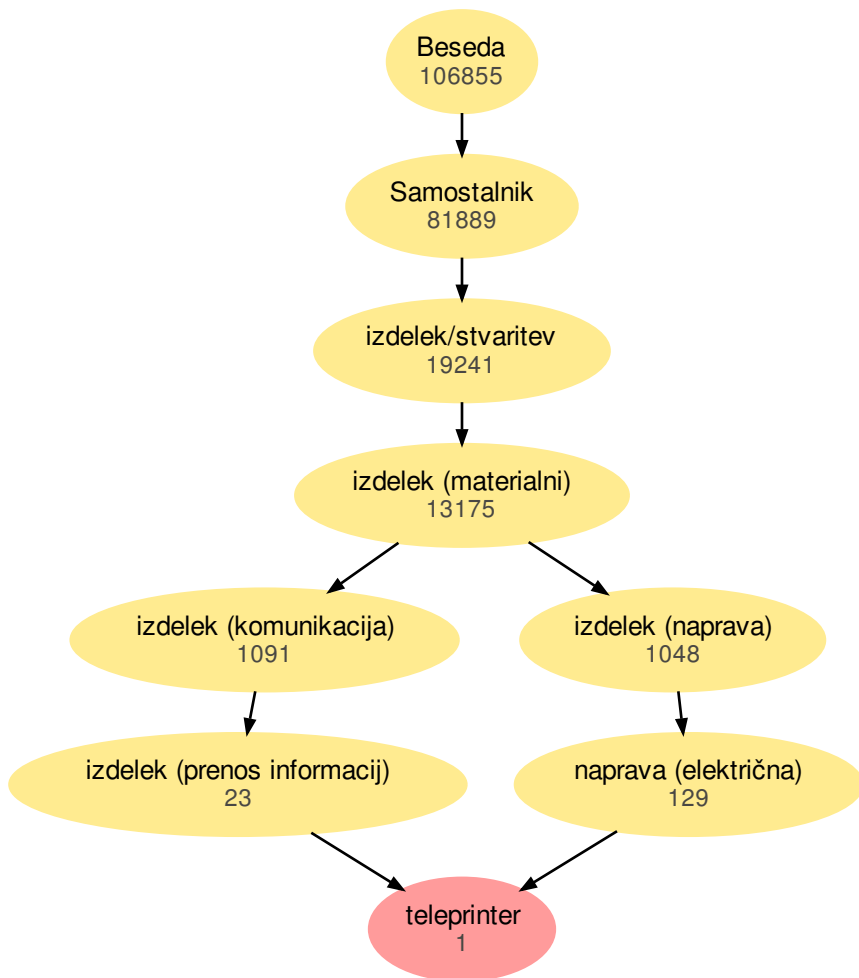 Beseda
106855
Samostalnik
81889
izdelek/stvaritev
19241
izdelek (materialni)
13175
izdelek (komunikacija)
1091
izdelek (naprava)
1048
izdelek (prenos informacij)
23
naprava (električna)
129
teleprinter
1